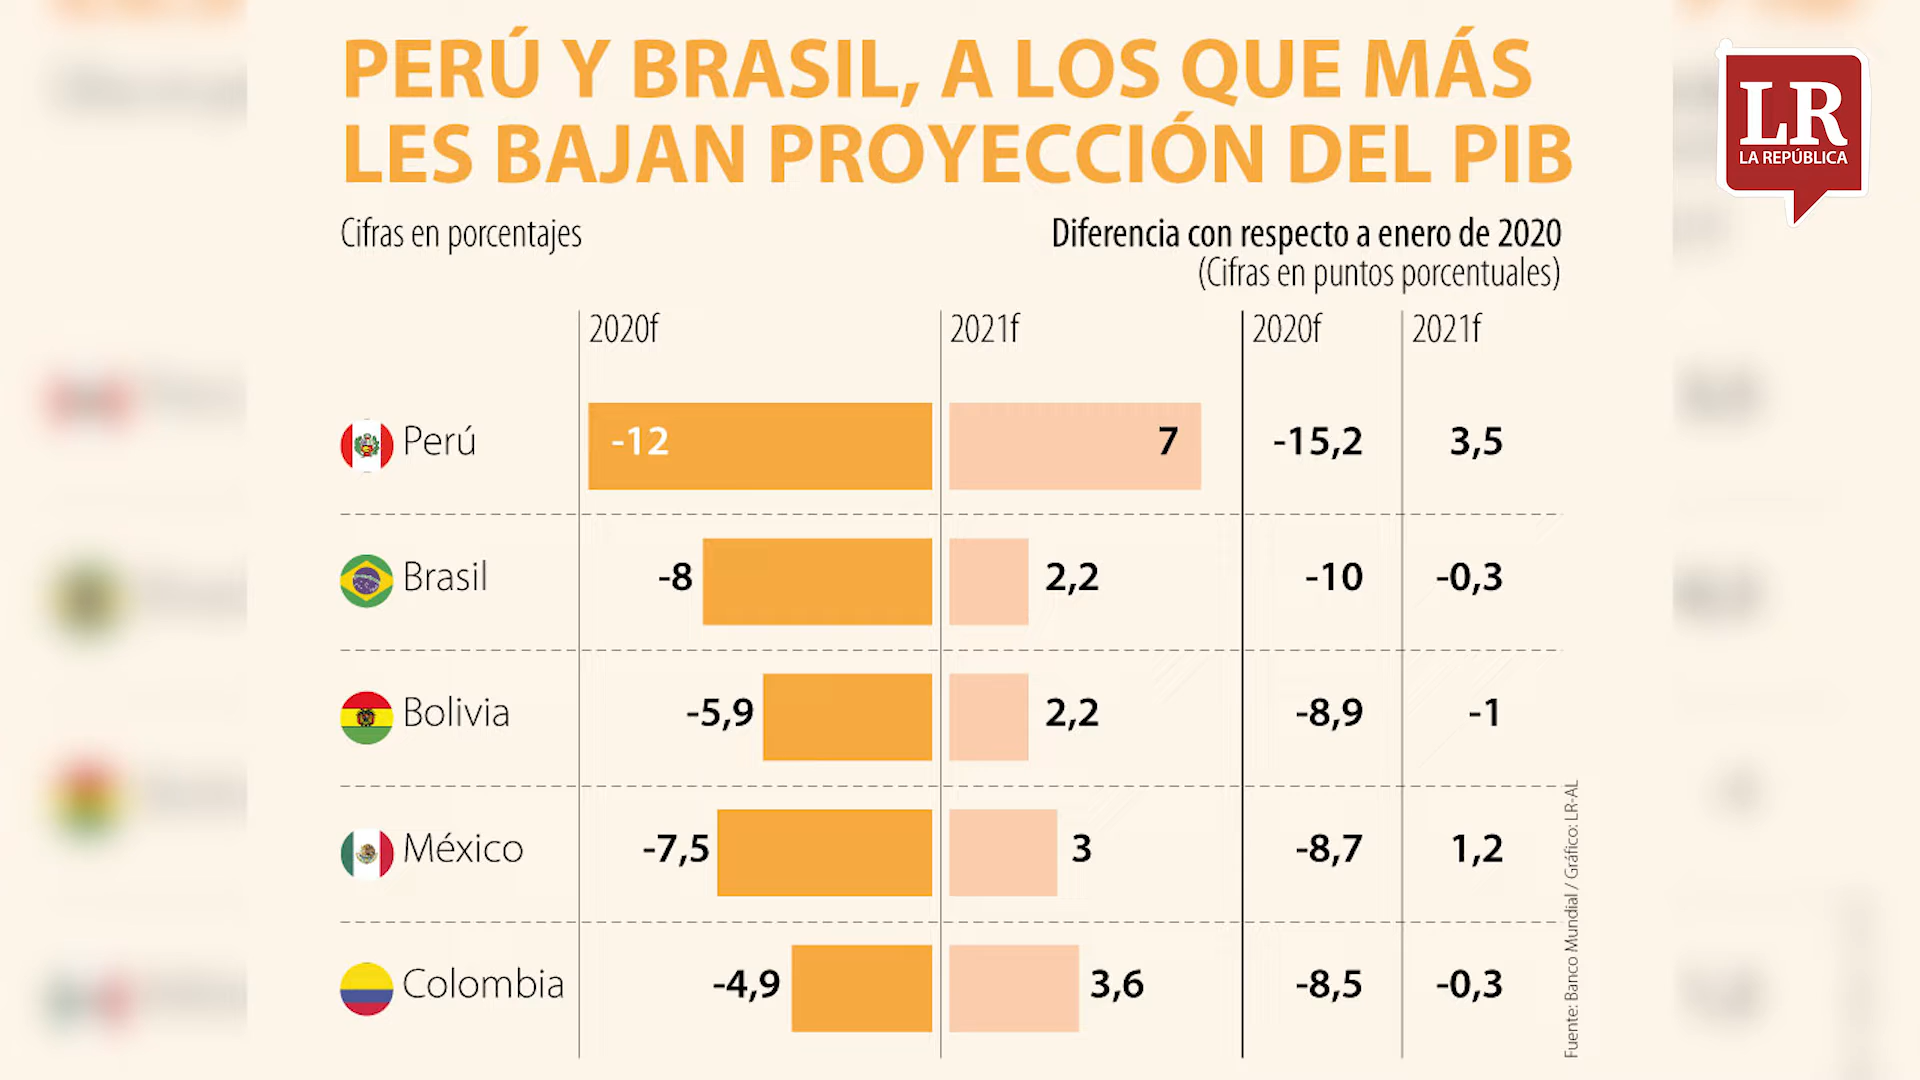 PERÚ Y BRASIL, A LOS QUE MÁS
LES BAJAN PROYECCIÓN DEL PIB
LR
LA REPÚBLICA
Cifras en porcentajes
Diferencia con respecto a enero de 2020
(Cifras en puntos porcentuales)
2020f 2021f 2020f 2021f
Perú -12 7 -15,2 3,5
Brasil -8 2,2 -10 -0,3
Bolivia -5,9 2,2 -8,9 -1
México -7,5 3 -8,7 1,2
Colombia -4,9 3,6 -8,5 -0,3
Fuente: Banco Mundial / Gráfico: LR-AL